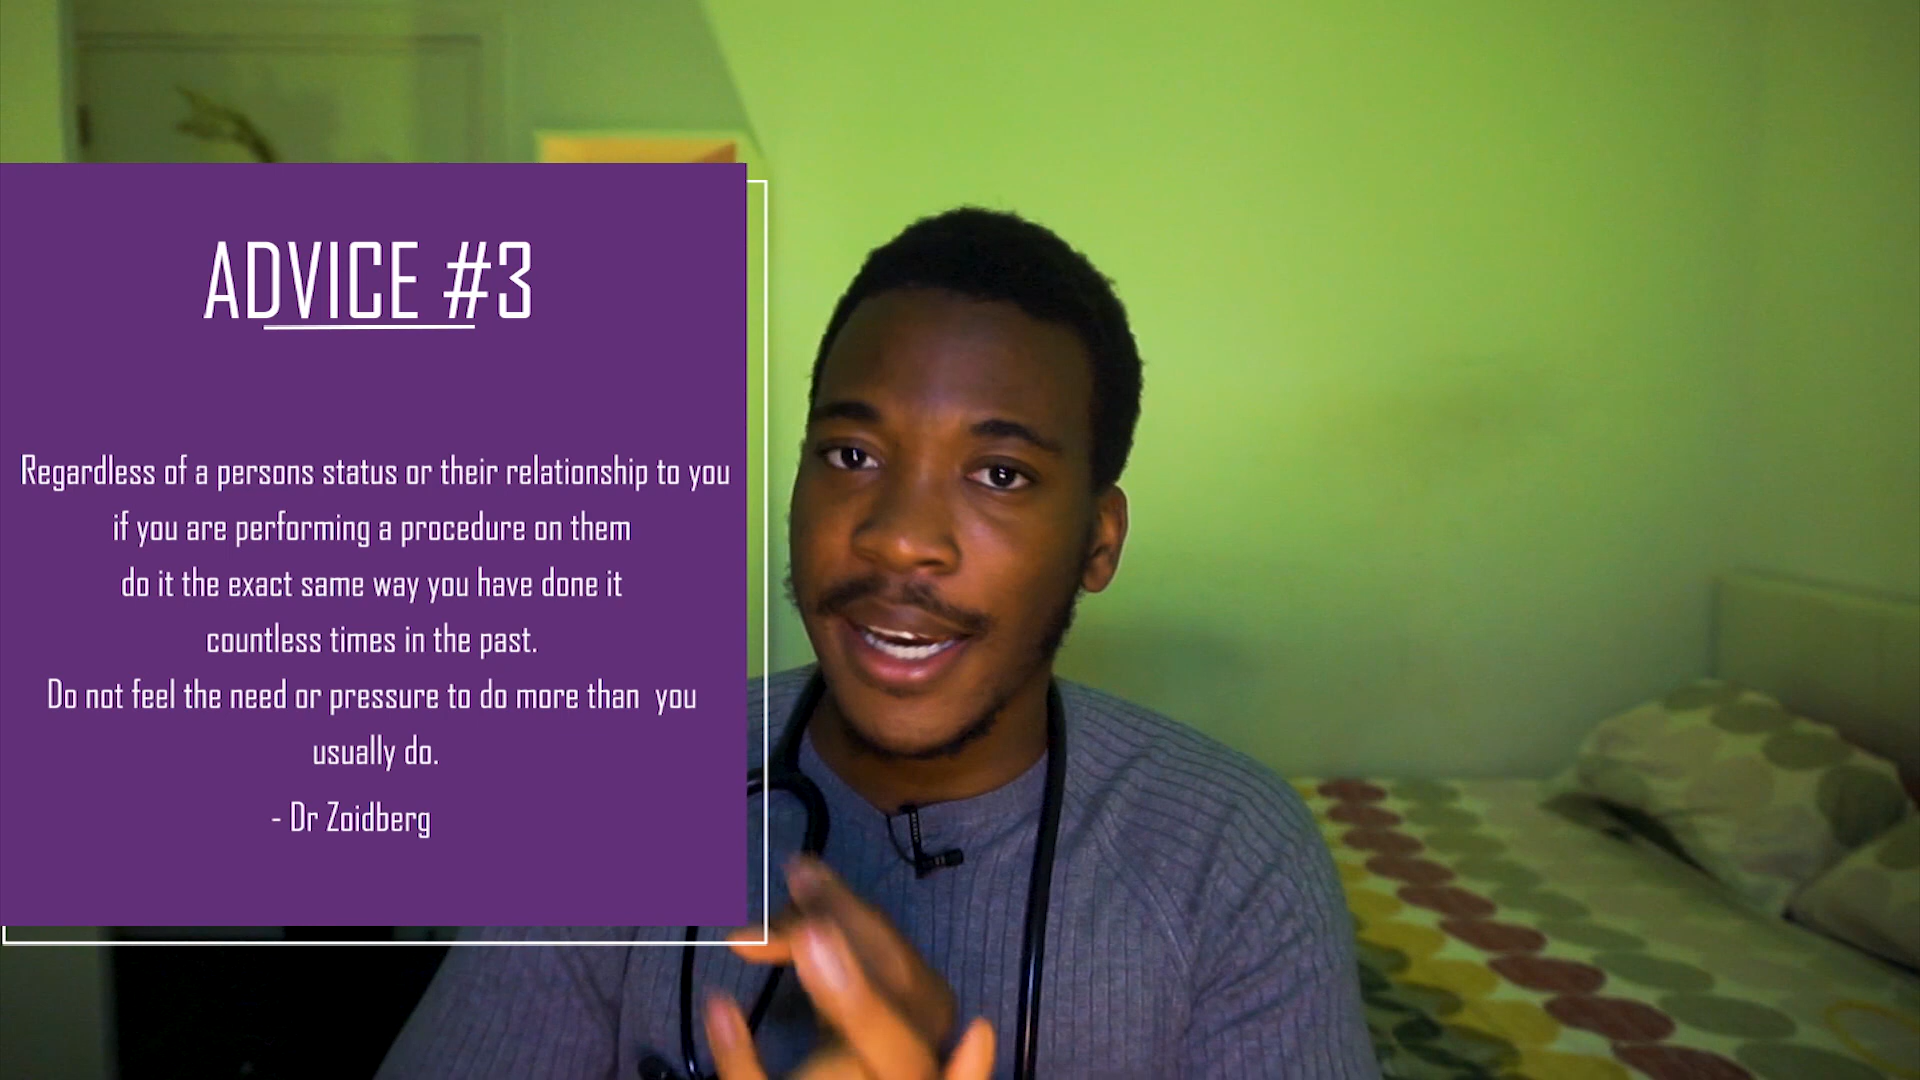 ADVICE #3
Regardless of a persons status or their relationship to you
if you are performing a procedure on them
do it the exact same way you have done it
countless times in the past.
Do not feel the need or pressure to do more than  you
usually do.
- Dr Zoidberg